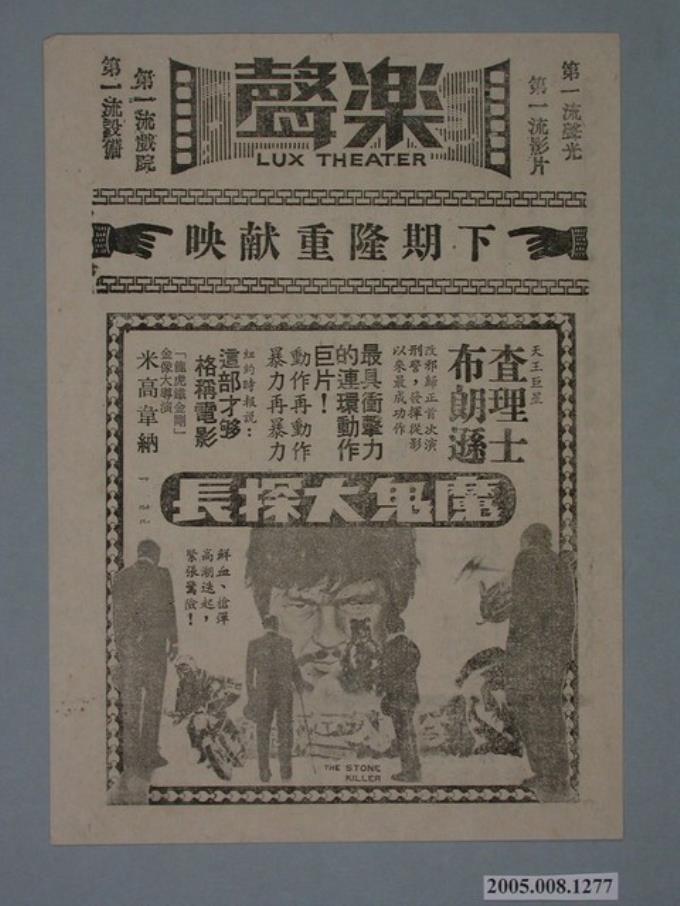 第一流聲光
第一流影片
楽聲
LUX THEATER
第一流戲院
第一流設備
下期隆重献映
天王巨星
查理士
布朗遜
改邪歸正首次演
刑警，發揮從影
以來最成功作
最具衝擊力
的連環動作
巨片！
動作再動作
暴力再暴力
紐約時報說：
這部才够
格稱電影
「龍虎鐵金剛」
金像大導演
米高韋納
魔鬼大探長
鮮血、槍彈
高潮迭起，
緊張驚險！
THE STONE
KILLER
2005.008.1277